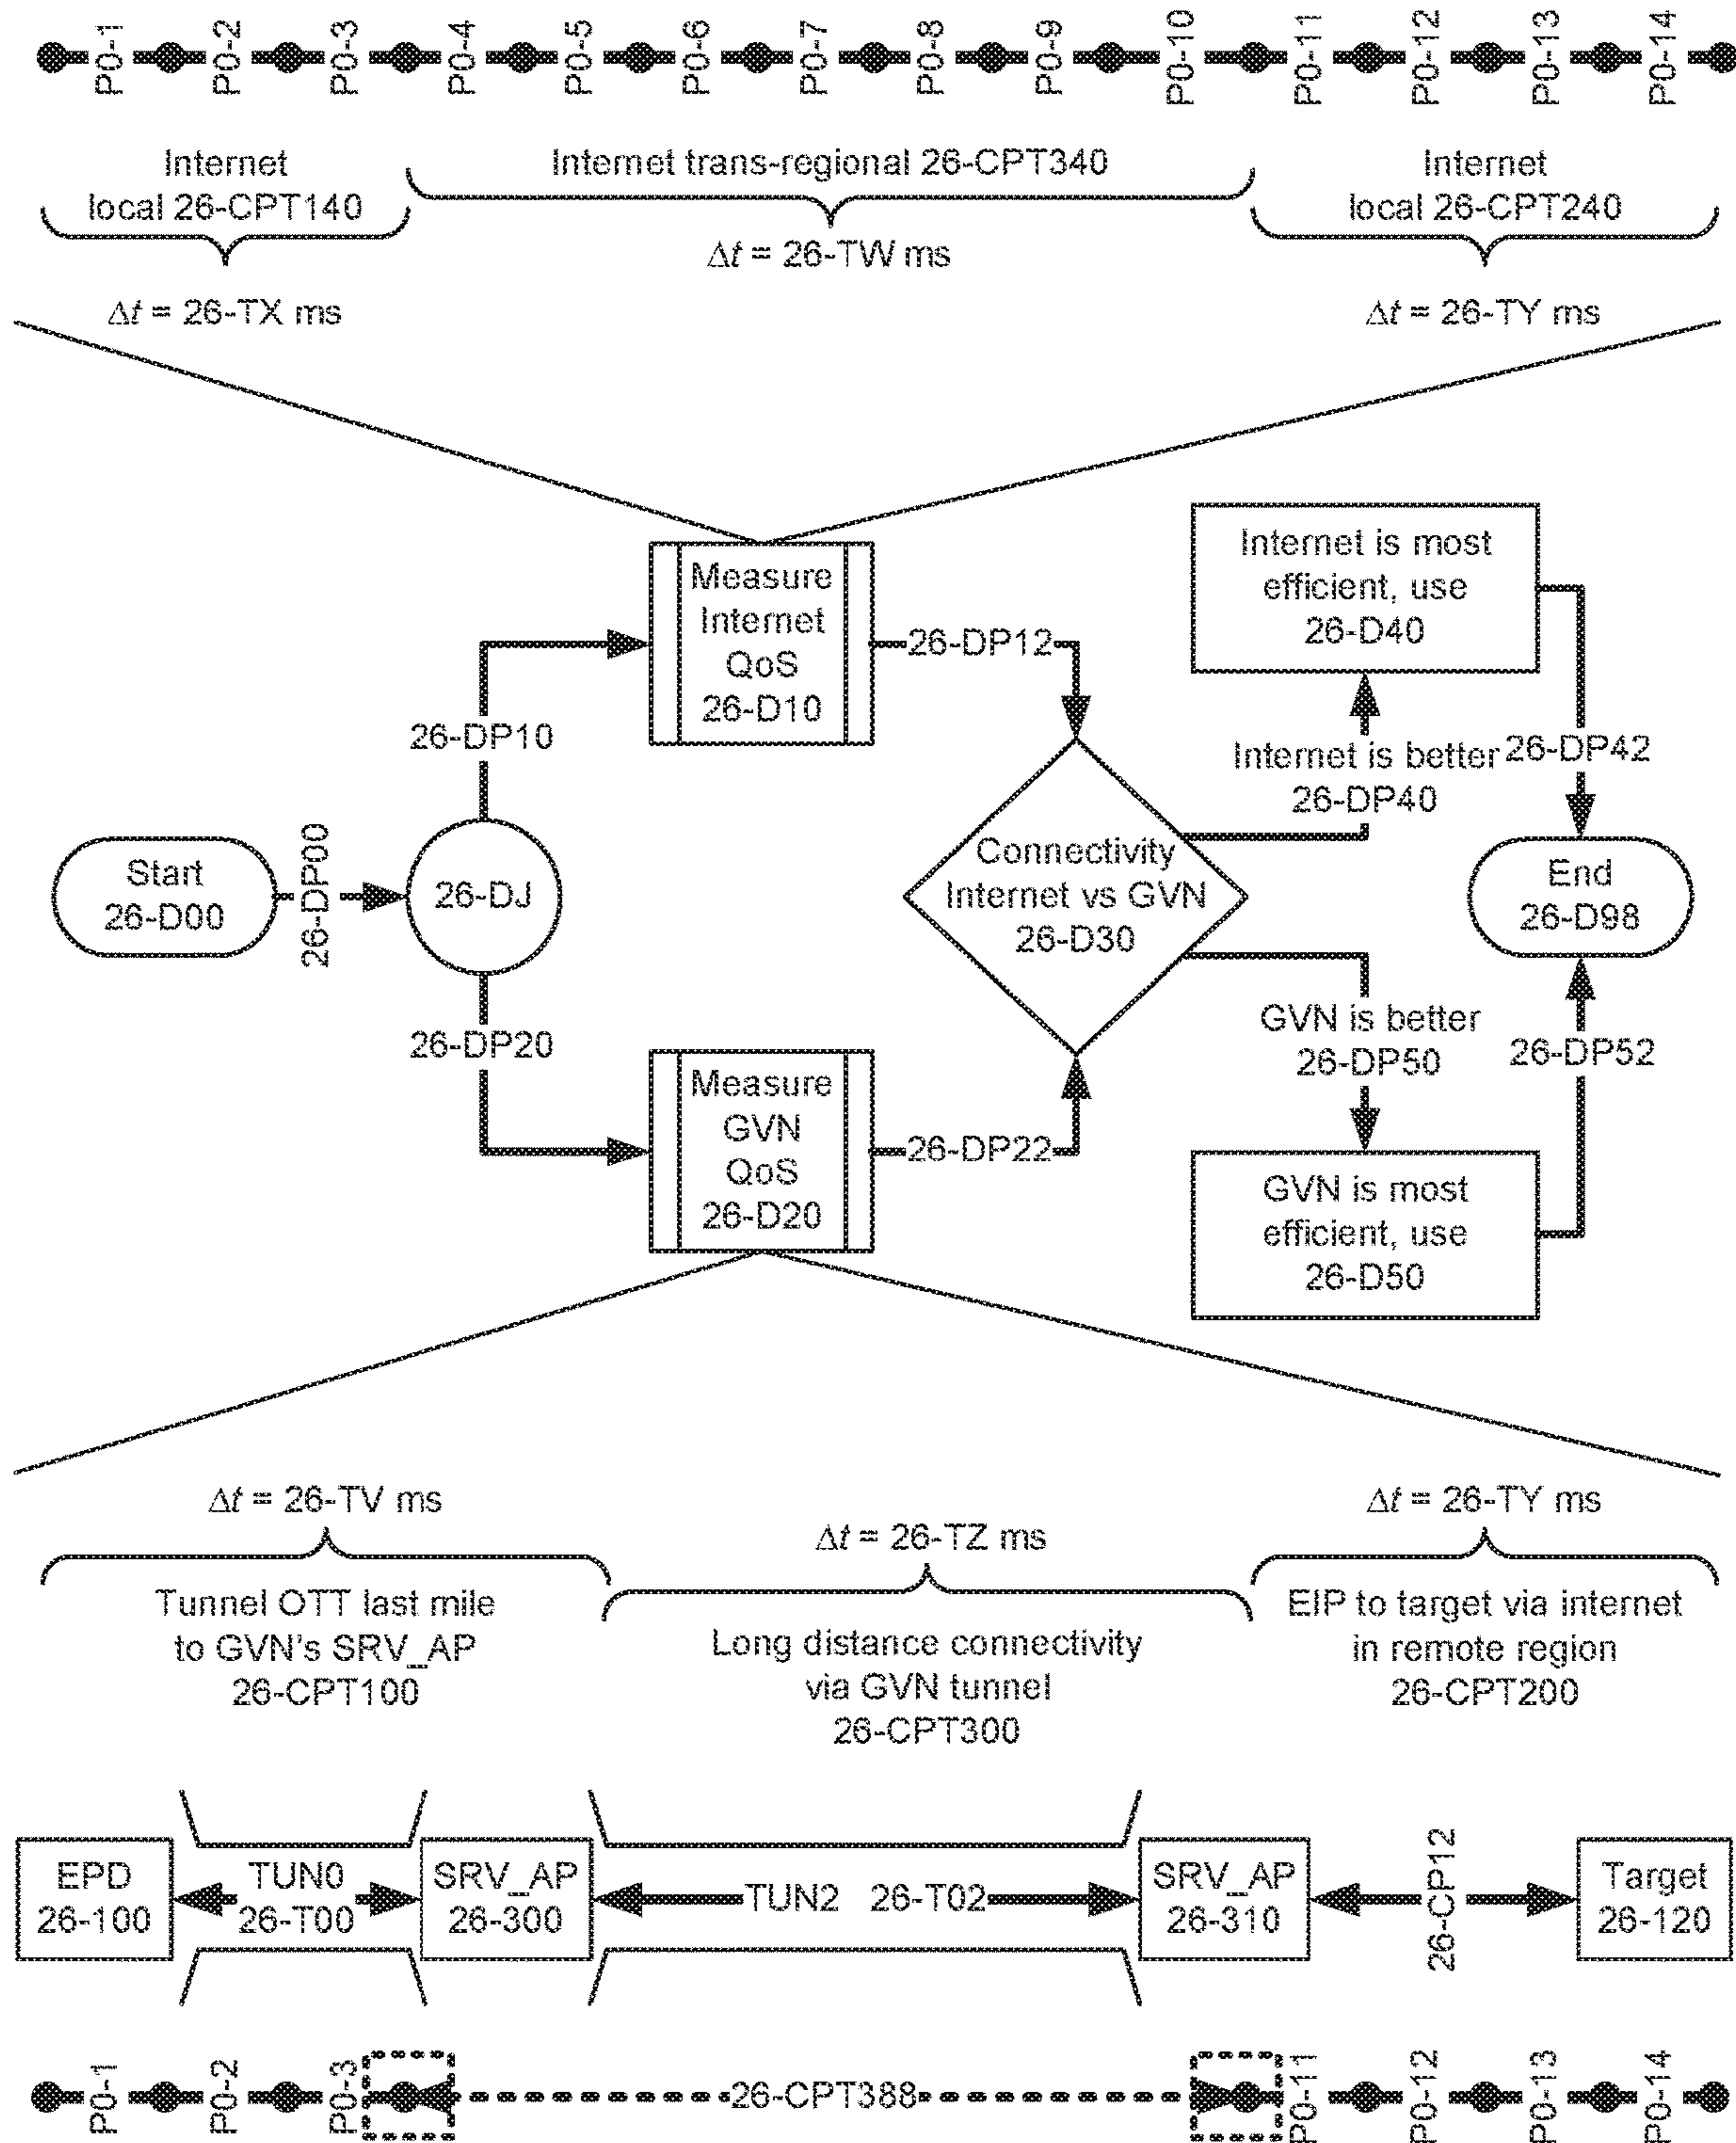 P0-1
P0-2
P0-3
P0-4
P0-5
P0-6
P0-7
P0-8
P0-9
P0-10
P0-11
P0-12
P0-13
P0-14
Internet
local 26-CPT140
Internet trans-regional 26-CPT340
Internet
local 26-CPT240
Δt = 26-TX ms
Δt = 26-TW ms
Δt = 26-TY ms
Measure
Internet
QoS
26-D10
Internet is most
efficient, use
26-D40
26-DP10
26-DP12
Internet is better
26-DP40
26-DP42
Start
26-D00
26-DP00
26-DJ
Connectivity
Internet vs GVN
26-D30
End
26-D98
26-DP20
GVN is better
26-DP50
26-DP52
Measure
GVN
QoS
26-D20
26-DP22
GVN is most
efficient, use
26-D50
Δt = 26-TV ms
Δt = 26-TZ ms
Δt = 26-TY ms
Tunnel OTT last mile
to GVN's SRV_AP
26-CPT100
Long distance connectivity
via GVN tunnel
26-CPT300
EIP to target via internet
in remote region
26-CPT200
EPD
26-100
TUN0
26-T00
SRV_AP
26-300
TUN2 26-T02
SRV_AP
26-310
26-CP12
Target
26-120
P0-1
P0-2
P0-3
26-CPT388
P0-11
P0-12
P0-13
P0-14